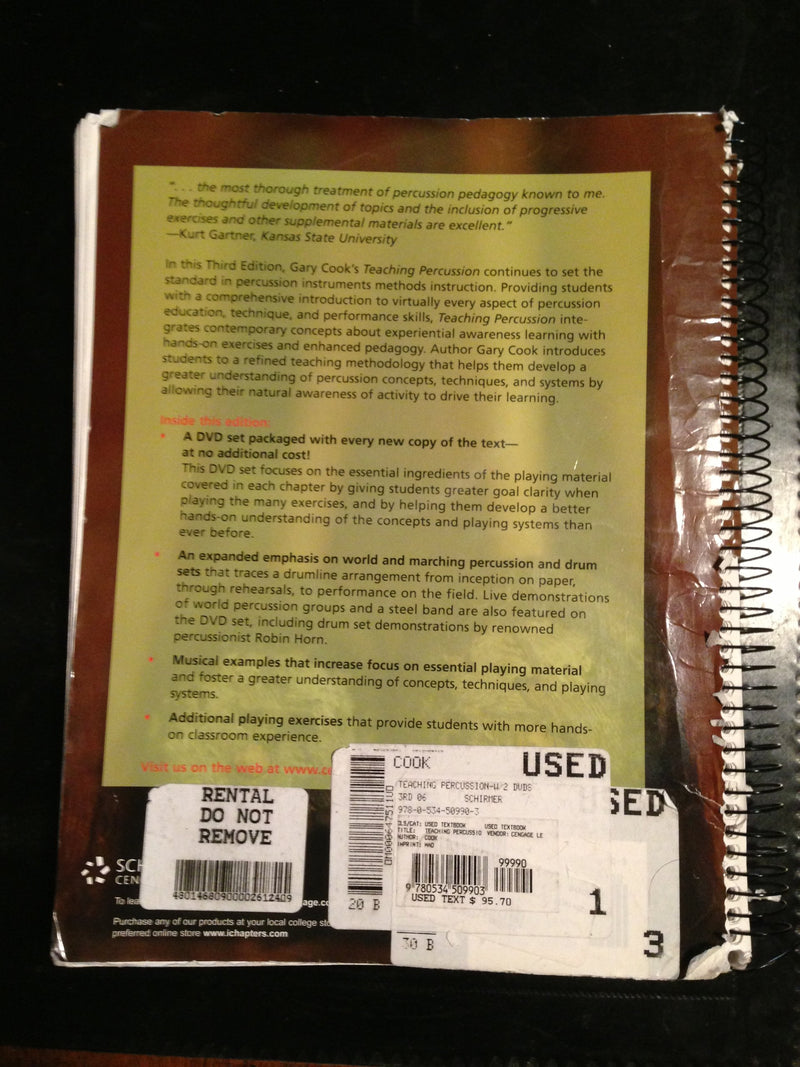 ". . . the most thorough treatment of percussion pedagogy known to me.
The thoughtful development of topics and the inclusion of progressive
exercises and other supplemental materials are excellent."
—Kurt Gartner, Kansas State University
In this Third Edition, Gary Cook's Teaching Percussion continues to set the
standard in percussion instruments methods instruction. Providing students
with a comprehensive introduction to virtually every aspect of percussion
education, technique, and performance skills, Teaching Percussion inte-
grates contemporary concepts about experiential awareness learning with
hands-on exercises and enhanced pedagogy. Author Gary Cook introduces
students to a refined teaching methodology that helps them develop a
greater understanding of percussion concepts, techniques, and systems by
allowing their natural awareness of activity to drive their learning.
Inside this edition:
• A DVD set packaged with every new copy of the text—
at no additional cost!
This DVD set focuses on the essential ingredients of the playing material
covered in each chapter by giving students greater goal clarity when
playing the many exercises, and by helping them develop a better
hands-on understanding of the concepts and playing systems than
ever before.
• An expanded emphasis on world and marching percussion and drum
sets that traces a drumline arrangement from inception on paper,
through rehearsals, to performance on the field. Live demonstrations
of world percussion groups and a steel band are also featured on
the DVD set, including drum set demonstrations by renowned
percussionist Robin Horn.
• Musical examples that increase focus on essential playing material
and foster a greater understanding of concepts, techniques, and playing
systems.
• Additional playing exercises that provide students with more hands-
on classroom experience.
Visit us on the web at www.c
RENTAL
DO NOT
REMOVE
COOK USED
TEACHING PERCUSSION-W/2 DVDS
3RD 06 SCHIRMER
978-0-534-50990-3
TITLE: TEACHING PERCUSSIO VENDOR: CENGAGE LE
AUTHOR: COOK
99990
9 780534 509903
USED TEXT $ 95.70
20 B
1
SED
3
SCH
CEN
To lea
age.c
Purchase any of our products at your local college sto
preferred online store www.ichapters.com